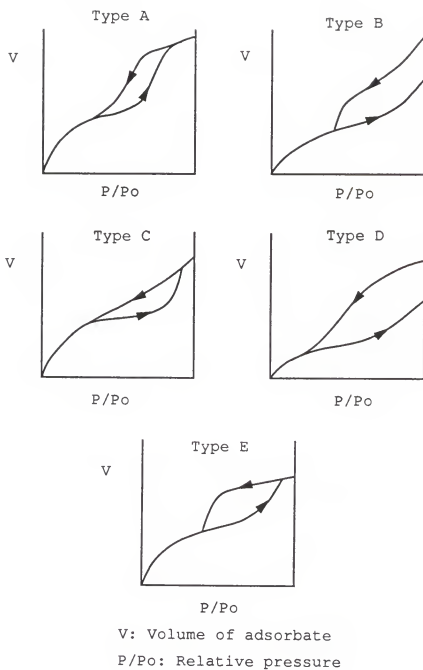 Type A
Type B
V
V
P/Po
P/Po
Type C
Type D
V
V
P/Po
P/Po
Type E
V
P/Po
V: Volume of adsorbate
P/Po: Relative pressure